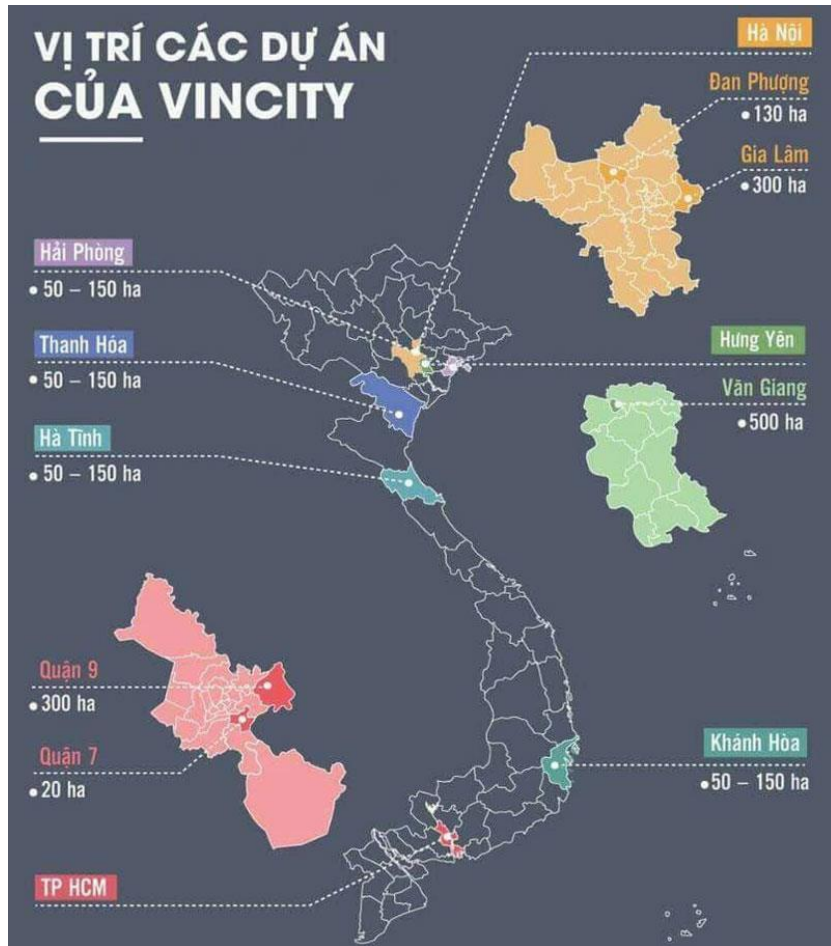 VỊ TRÍ CÁC DỰ ÁN
CỦA VINCITY
Hà Nội
Đan Phượng
• 130 ha
Gia Lâm
• 300 ha
Hải Phòng
• 50 – 150 ha
Thanh Hóa
• 50 – 150 ha
Hà Tĩnh
• 50 – 150 ha
Hưng Yên
Văn Giang
• 500 ha
Quận 9
• 300 ha
Quận 7
• 20 ha
TP HCM
Khánh Hòa
• 50 – 150 ha